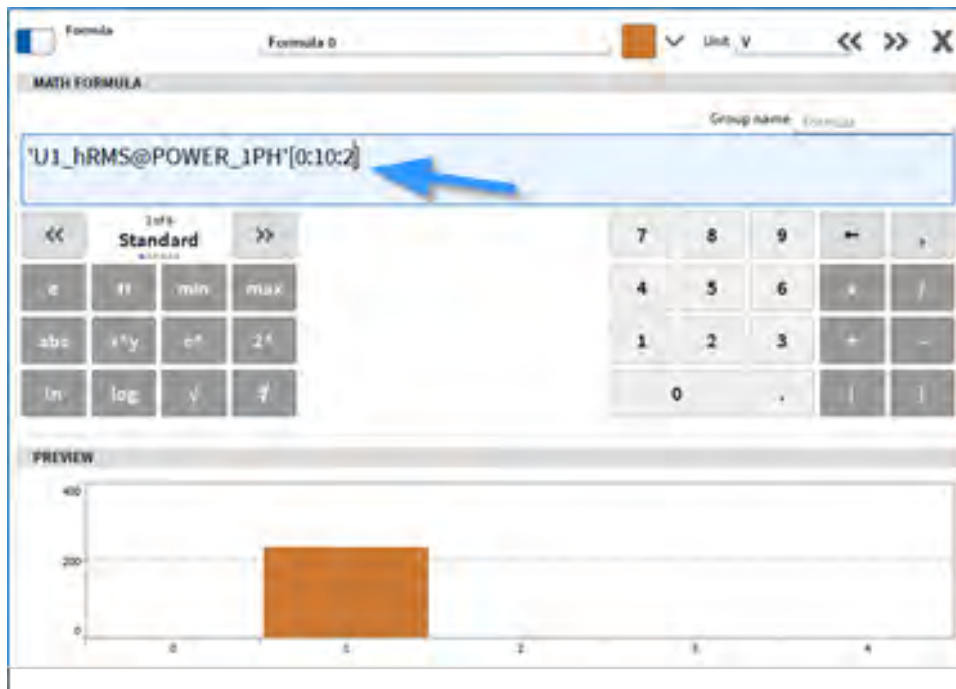 Formula
Formula 0
Unit V
<< >> X
MATH FORMULA
Group name Formula
'U1_hRMS@POWER_1PH'[0:10:2]
<< Standard >>
7 8 9 ← ,
e π min max
4 5 6
/
abs x^y e^ 2^
1 2 3 + -
ln log √
0 . ( )
PREVIEW
400
200
0
0 1 2 3 4